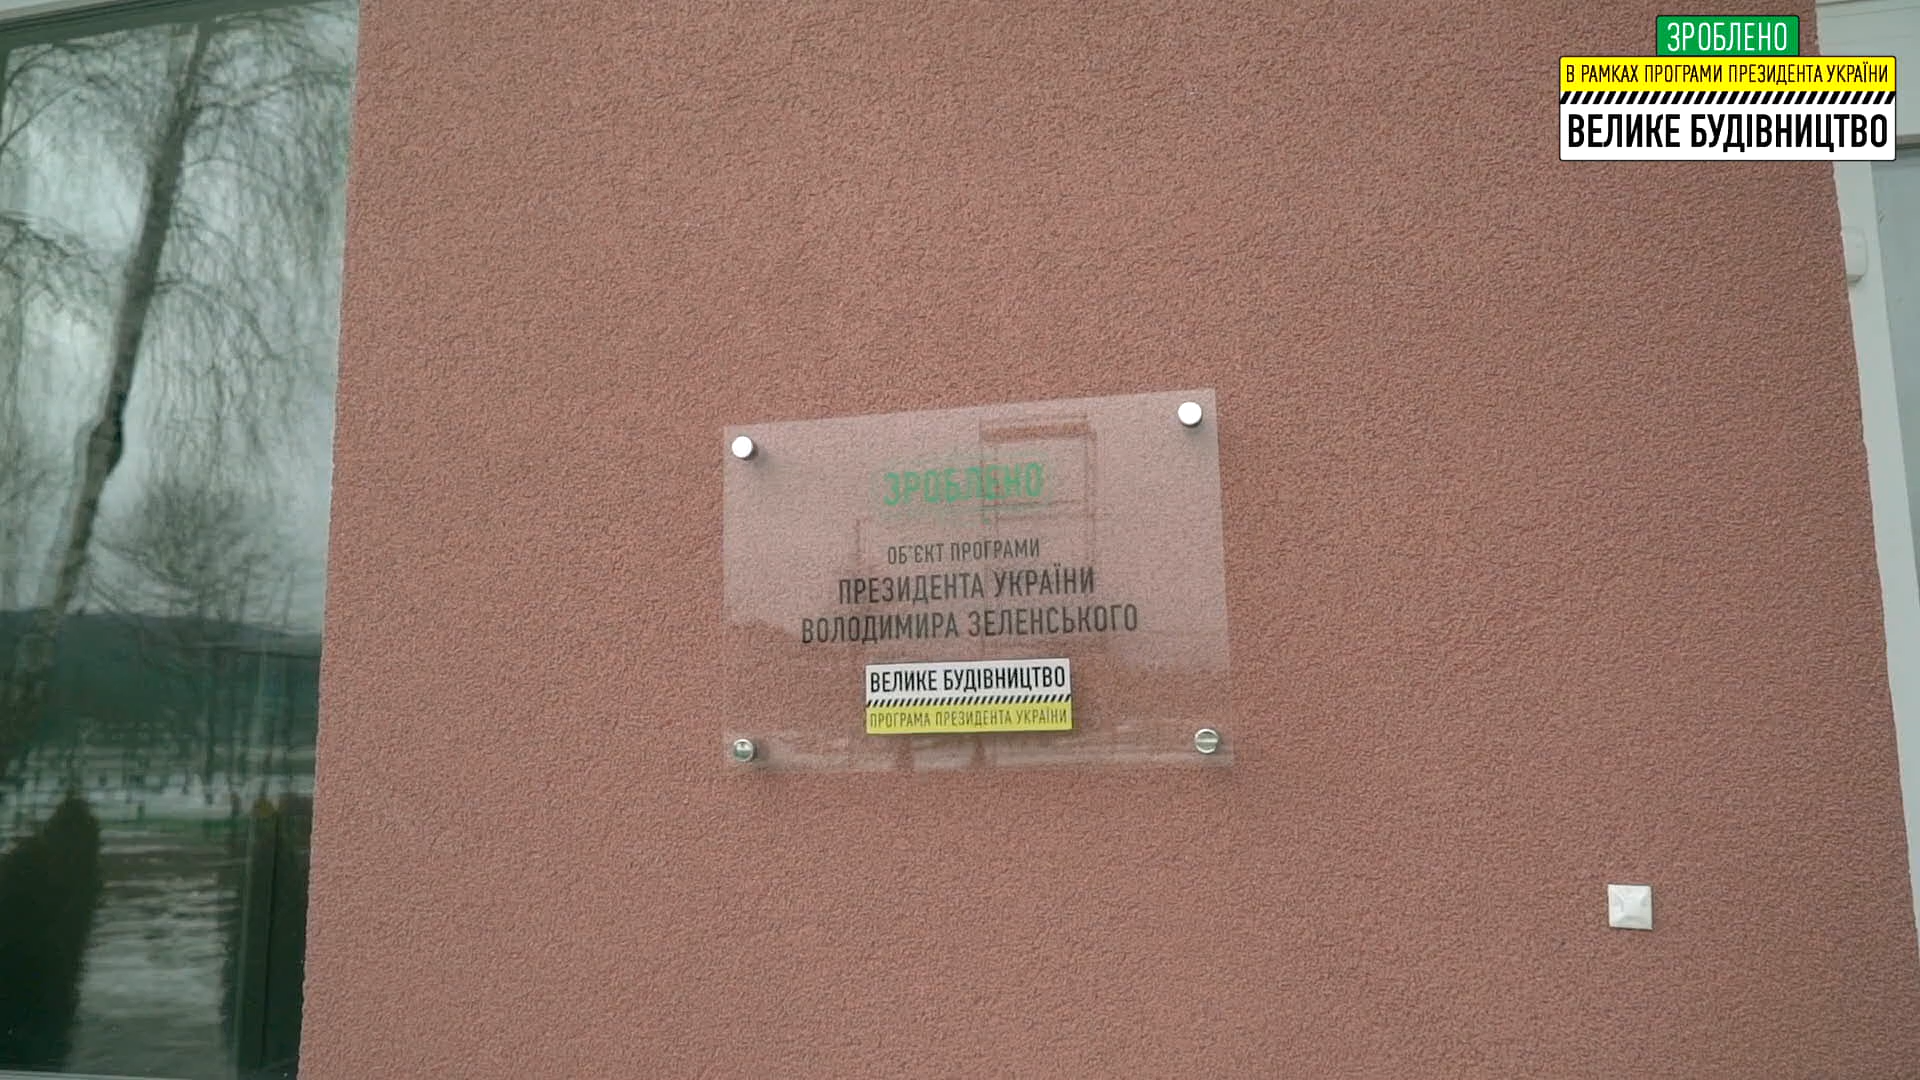 ЗРОБЛЕНО
В РАМКАХ ПРОГРАМИ ПРЕЗИДЕНТА УКРАЇНИ
ВЕЛИКЕ БУДІВНИЦТВО
ЗРОБЛЕНО
ОБ'ЄКТ ПРОГРАМИ
ПРЕЗИДЕНТА УКРАЇНИ
ВОЛОДИМИРА ЗЕЛЕНСЬКОГО
ВЕЛИКЕ БУДІВНИЦТВО
ПРОГРАМА ПРЕЗИДЕНТА УКРАЇНИ